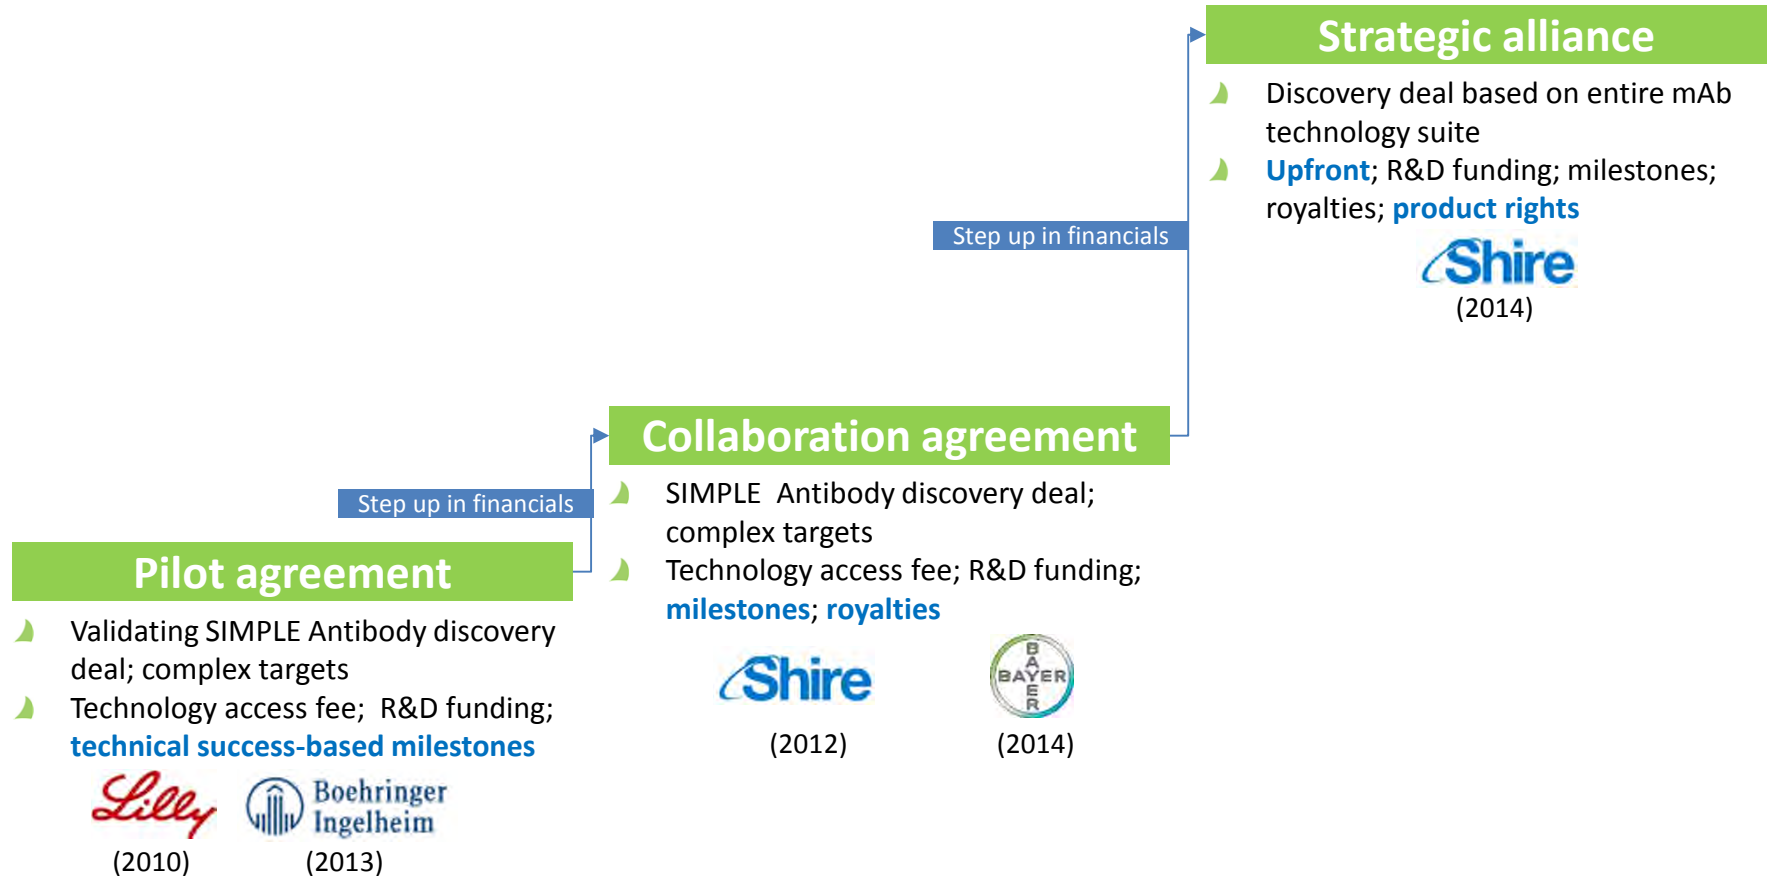 Strategic alliance
Discovery deal based on entire mAb
technology suite
Upfront; R&D funding; milestones;
royalties; product rights
Shire
(2014)
Step up in financials
Collaboration agreement
SIMPLE Antibody discovery deal;
complex targets
Technology access fee; R&D funding;
milestones; royalties
Shire
(2012)
BAYER
BAYER
(2014)
Step up in financials
Pilot agreement
Validating SIMPLE Antibody discovery
deal; complex targets
Technology access fee; R&D funding;
technical success-based milestones
Lilly
(2010)
Boehringer
Ingelheim
(2013)